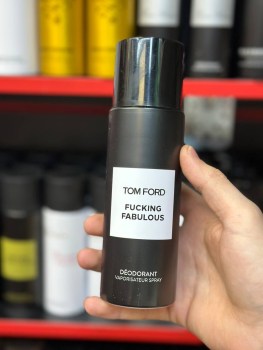 TOM FORD
FUCKING
FABULOUS
DÉODORANT
VAPORISATEUR SPRAY